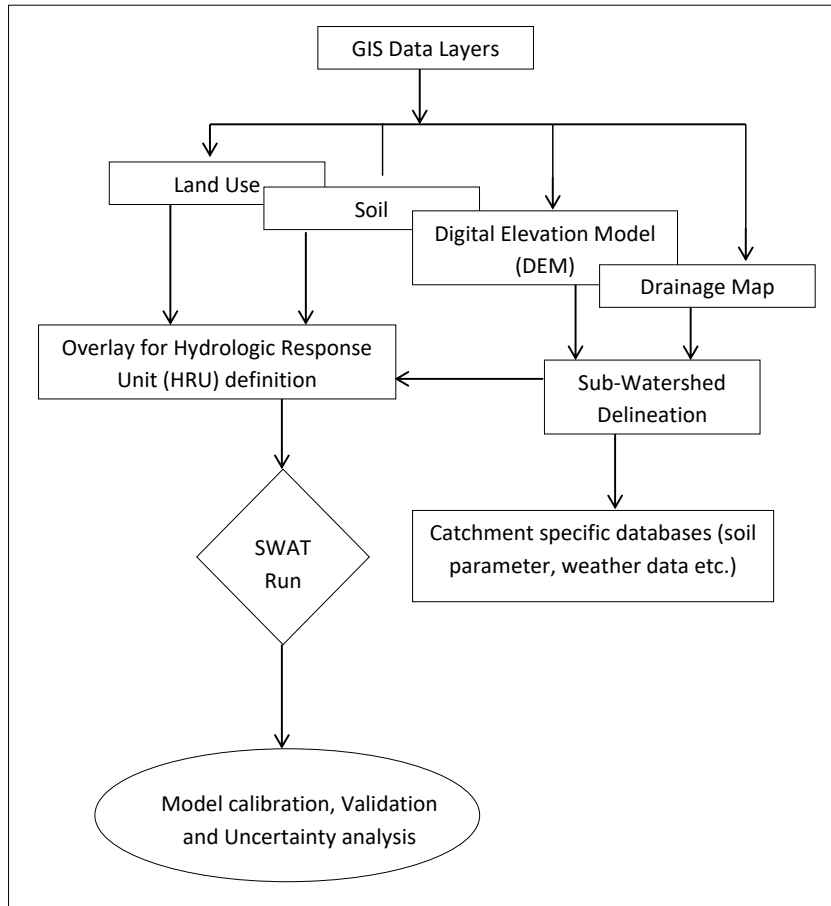 GIS Data Layers
Land Use
Soil
Digital Elevation Model
(DEM)
Drainage Map
Overlay for Hydrologic Response
Unit (HRU) definition
Sub-Watershed
Delineation
Catchment specific databases (soil
parameter, weather data etc.)
SWAT
Run
Model calibration, Validation
and Uncertainty analysis